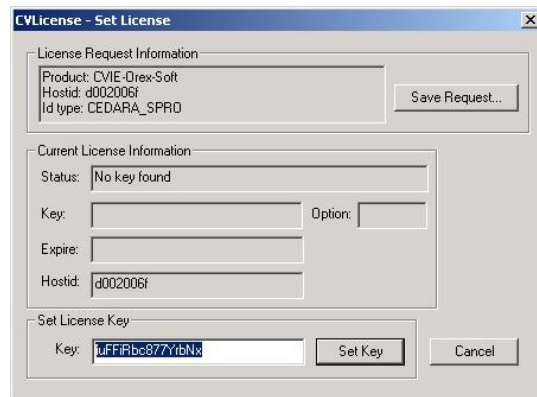 CVLicense - Set License
License Request Information
Product: CVIE-Orex-Soft
Hostid: d002006f
Id type: CEDARA_SPRO
Save Request...
Current License Information
Status: No key found
Key: Option:
Expire:
Hostid: d002006f
Set License Key
Key: iuFFiRbc877YrbNx Set Key Cancel